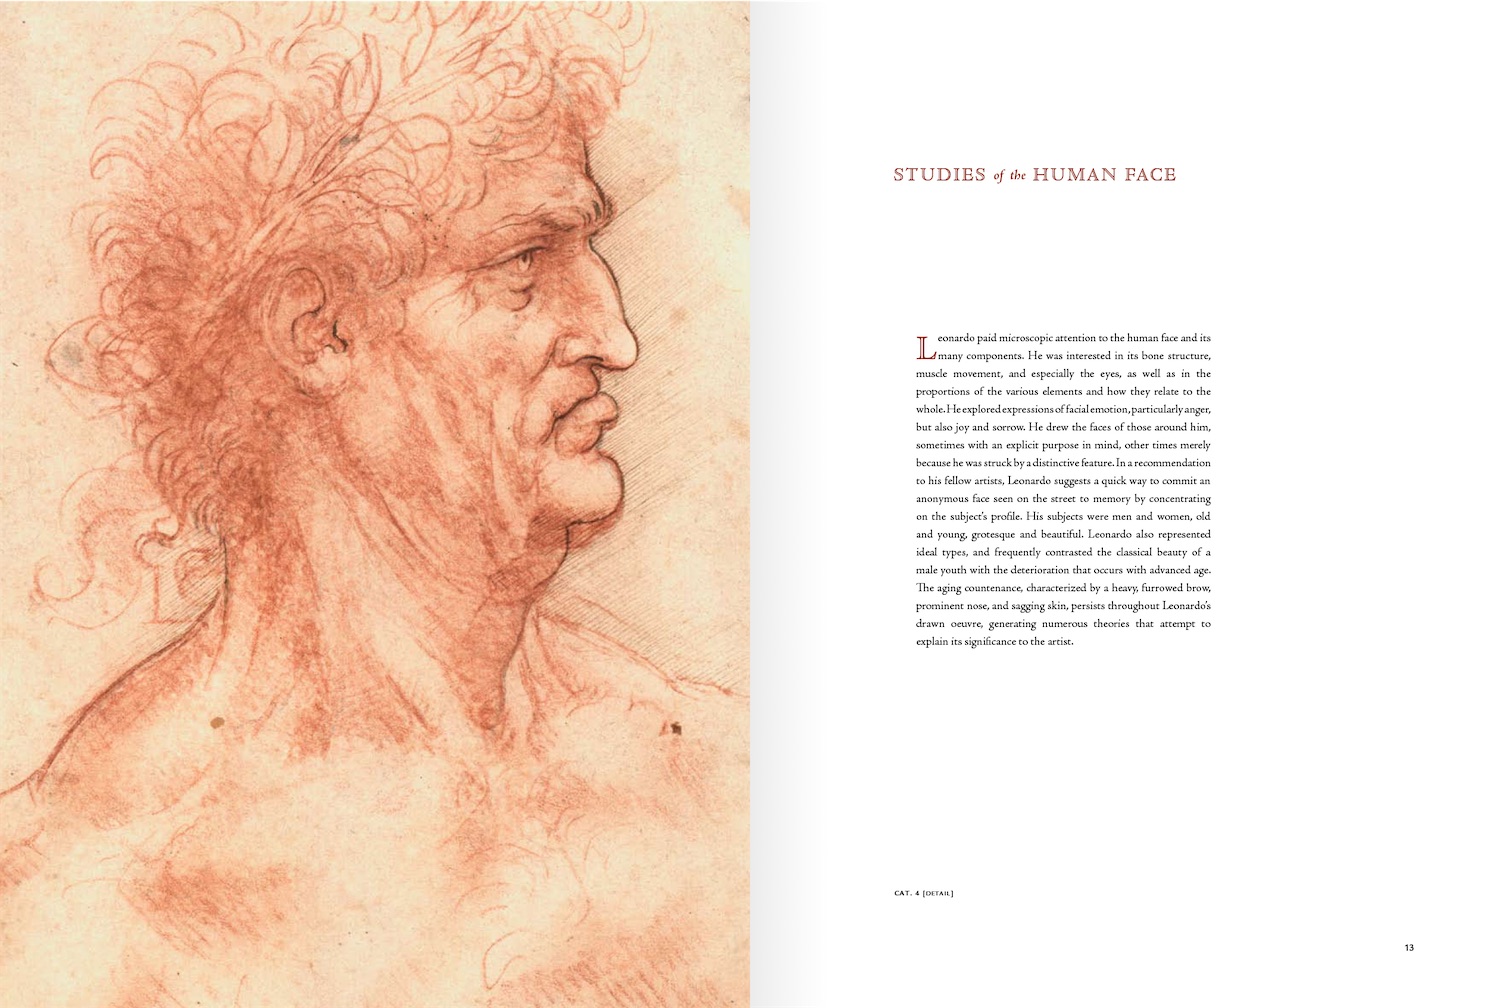 STUDIES of the HUMAN FACE
Leonardo paid microscopic attention to the human face and its
many components. He was interested in its bone structure,
muscle movement, and especially the eyes, as well as in the
proportions of the various elements and how they relate to the
whole. He explored expressions of facial emotion, particularly anger,
but also joy and sorrow. He drew the faces of those around him,
sometimes with an explicit purpose in mind, other times merely
because he was struck by a distinctive feature. In a recommendation
to his fellow artists, Leonardo suggests a quick way to commit an
anonymous face seen on the street to memory by concentrating
on the subject's profile. His subjects were men and women, old
and young, grotesque and beautiful. Leonardo also represented
ideal types, and frequently contrasted the classical beauty of a
male youth with the deterioration that occurs with advanced age.
The aging countenance, characterized by a heavy, furrowed brow,
prominent nose, and sagging skin, persists throughout Leonardo's
drawn oeuvre, generating numerous theories that attempt to
explain its significance to the artist.
CAT. 4 [DETAIL]
13